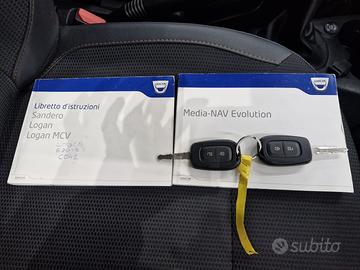 Libretto d'istruzioni
Sandero
Logan
Logan MCV
Media-NAV Evolution
subito